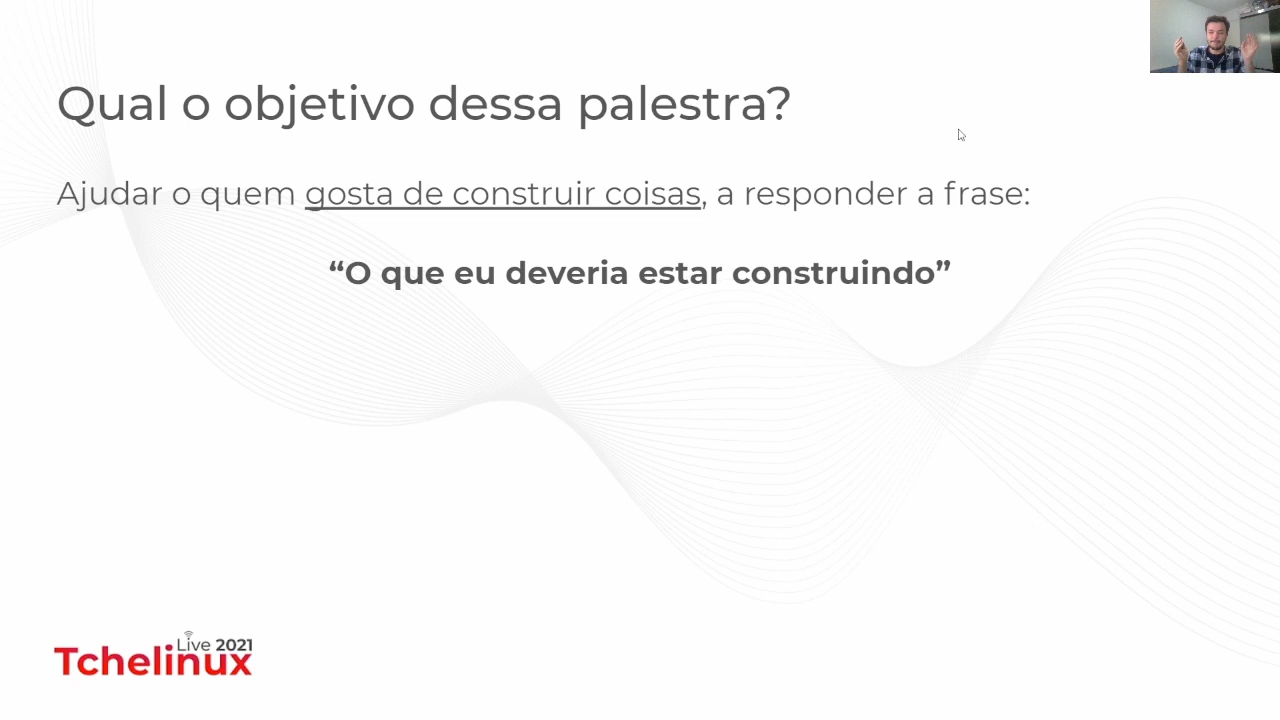 Qual o objetivo dessa palestra?
Ajudar o quem gosta de construir coisas, a responder a frase:
“O que eu deveria estar construindo”
Live 2021
Tchelinux